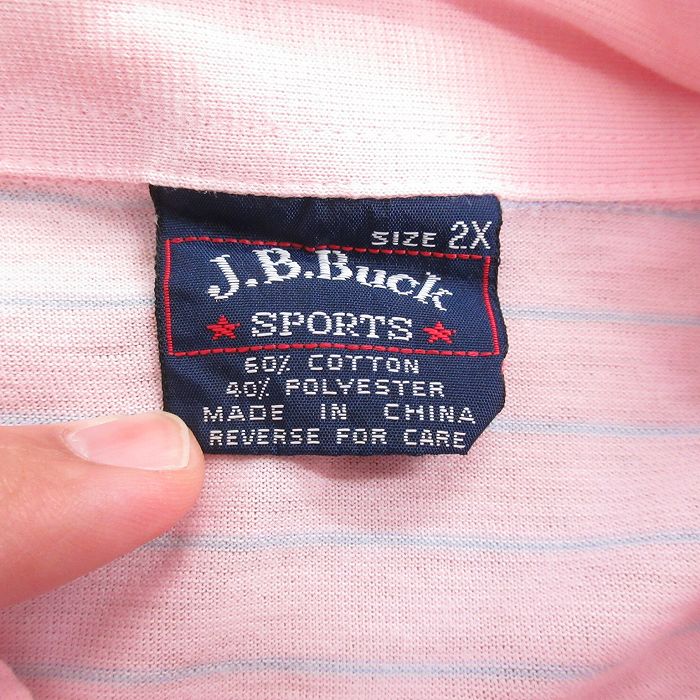 SIZE 2X
J.B.Buck
★ SPORTS ★
60% COTTON
40% POLYESTER
MADE IN CHINA
REVERSE FOR CARE